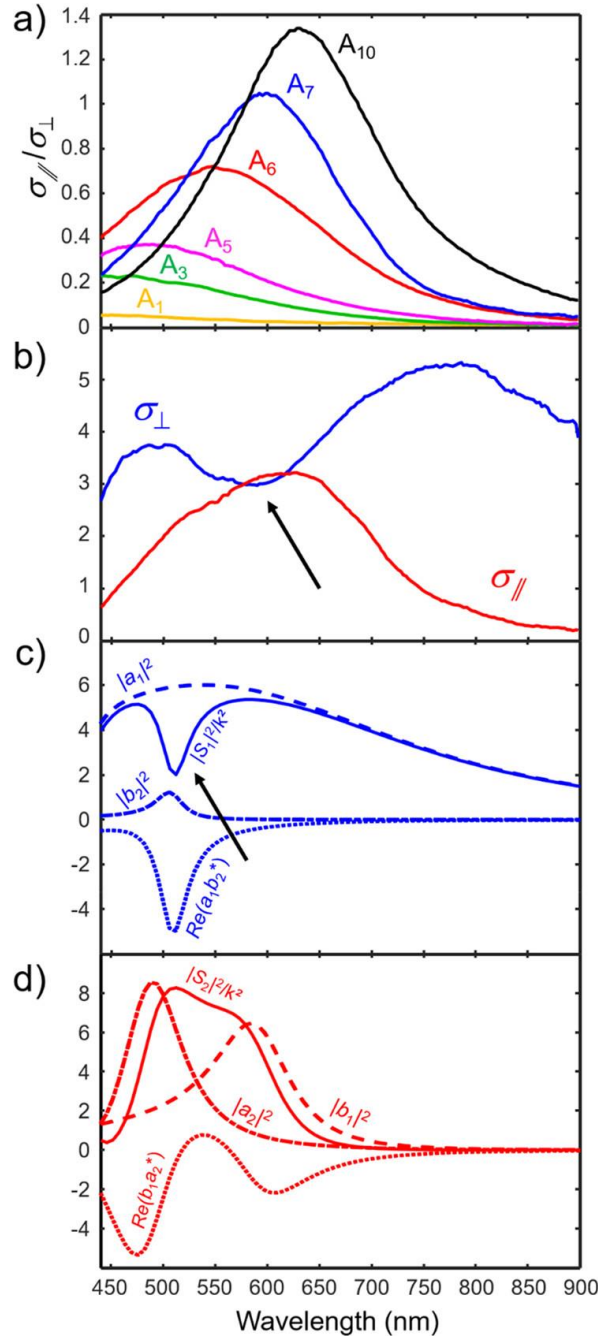 a)
1.4
1.2
1
0.8
0.6
0.4
0.2
0
σ∥/σ⊥
A₁₀
A₇
A₆
A₅
A₃
A₁
b)
5
4
3
2
1
0
σ⊥
σ∥
c)
6
4
2
0
-2
-4
|a₁|²
|S₁|²/k²
|b₂|²
Re(a₁b₂*)
d)
8
6
4
2
0
-2
-4
|S₂|²/k²
|a₂|²
|b₁|²
Re(b₁a₂*)
450 500 550 600 650 700 750 800 850 900
Wavelength (nm)